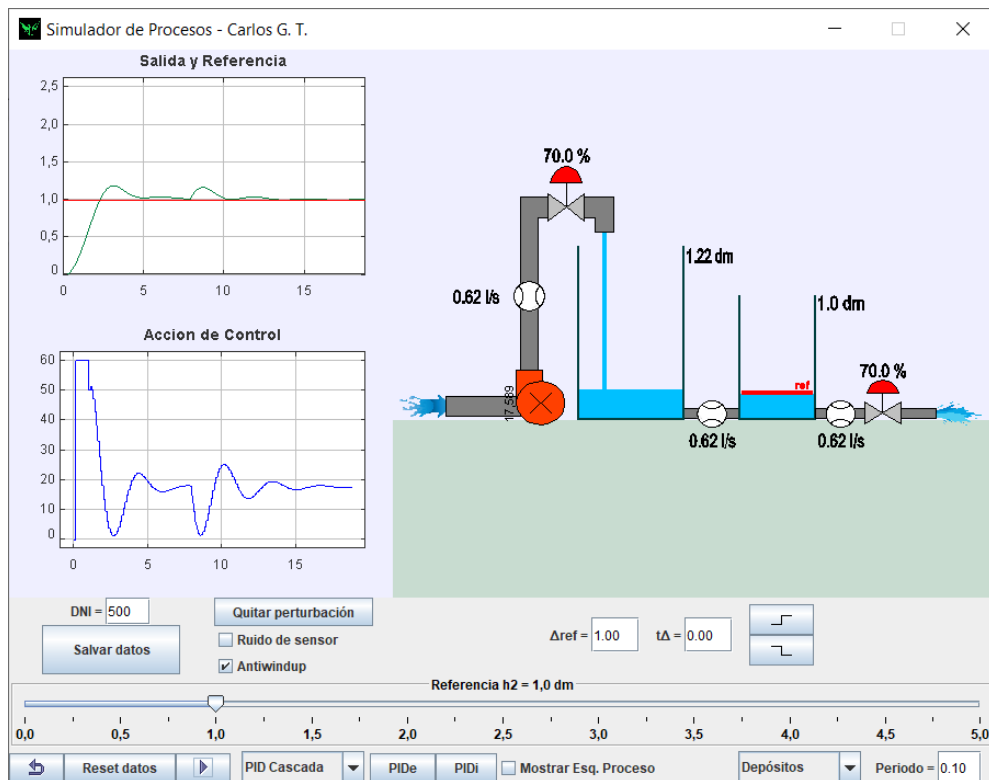 Simulador de Procesos - Carlos G. T.
Salida y Referencia
2,5
2,0
1,5
1,0
0,5
0
0 5 10 15
Accion de Control
60
50
40
30
20
10
0
0 5 10 15
70.0 %
1.22 dm
0.62 l/s
1.0 dm
ref
70.0 %
17,589
0.62 l/s
0.62 l/s
DNI = 500
Quitar perturbación
Salvar datos
Ruido de sensor
Antiwindup
Δref = 1.00 tΔ = 0.00
Referencia h2 = 1,0 dm
0,0 0,5 1,0 1,5 2,0 2,5 3,0 3,5 4,0 4,5 5,0
Reset datos PID Cascada PIDe PIDi Mostrar Esq. Proceso Depósitos Periodo = 0.10